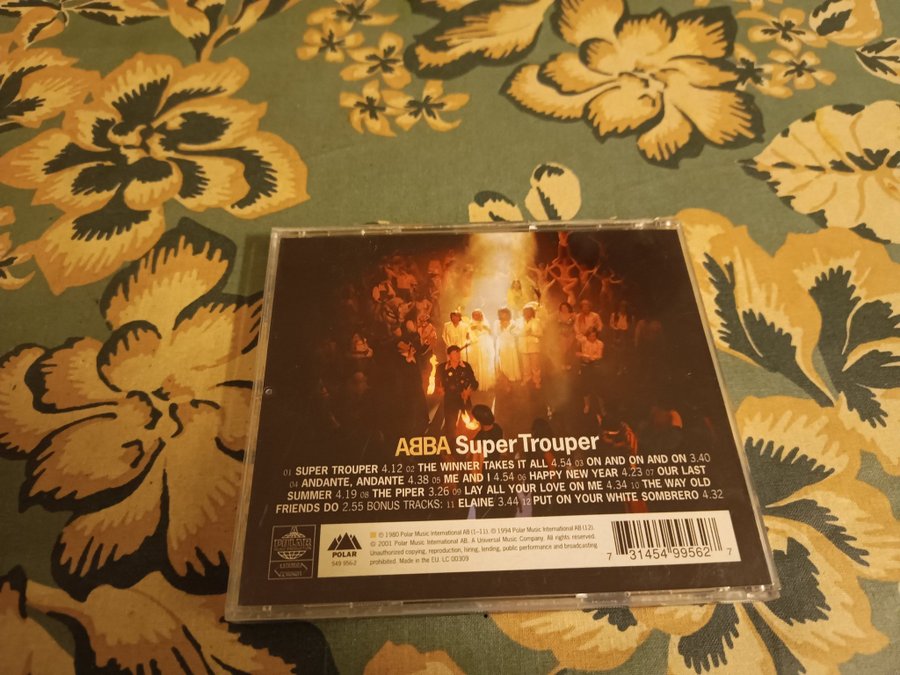 ABBA Super Trouper
01 SUPER TROUPER 4.12 02 THE WINNER TAKES IT ALL 4.54 03 ON AND ON AND ON 3.40
04 ANDANTE, ANDANTE 4.38 05 ME AND I 4.54 06 HAPPY NEW YEAR 4.23 07 OUR LAST
SUMMER 4.19 08 THE PIPER 3.26 09 LAY ALL YOUR LOVE ON ME 4.34 10 THE WAY OLD
FRIENDS DO 2.55 BONUS TRACKS: 11 ELAINE 3.44 12 PUT ON YOUR WHITE SOMBRERO 4.32
POLAR
POLAR
549 956-2
℗ 1980 Polar Music International AB (1–11). ℗ 1994 Polar Music International AB (12).
© 2001 Polar Music International AB. A Universal Music Company. All rights reserved.
Unauthorized copying, reproduction, hiring, lending, public performance and broadcasting
prohibited. Made in the EU. LC 00309
7 31454 99562 7